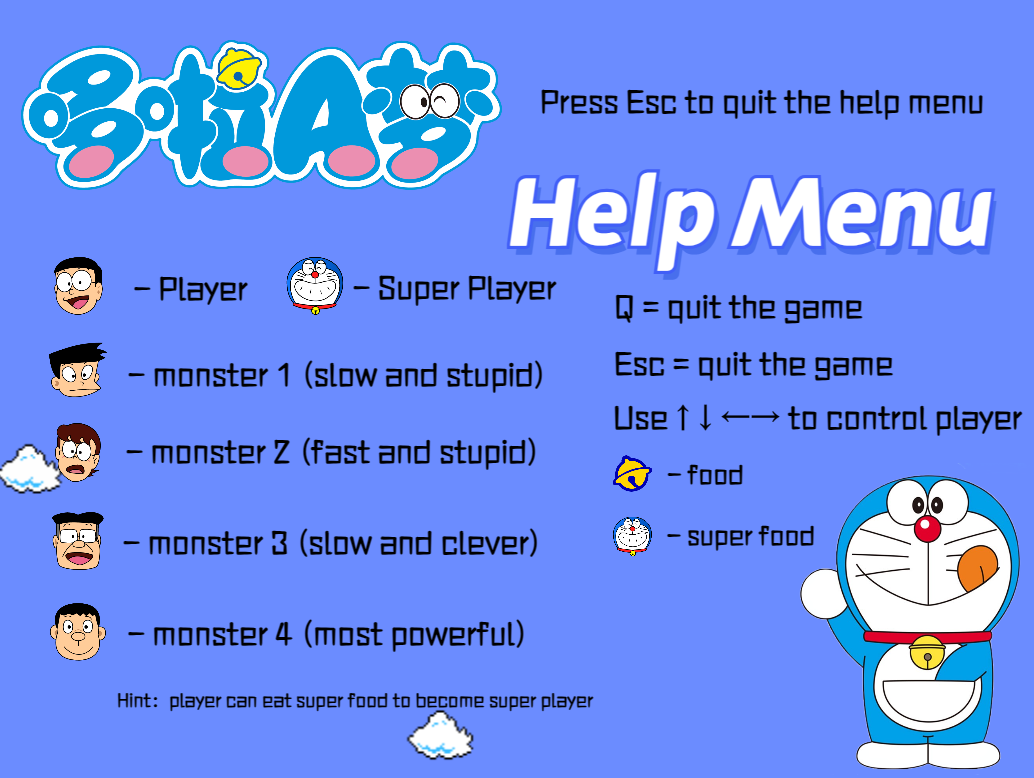 哆啦A梦
Press Esc to quit the help menu
Help Menu
– Player
– Super Player
– monster 1 (slow and stupid)
– monster 2 (fast and stupid)
– monster 3 (slow and clever)
– monster 4 (most powerful)
Hint: player can eat super food to become super player
Q = quit the game
Esc = quit the game
Use ↑ ↓ ←→ to control player
– food
– super food